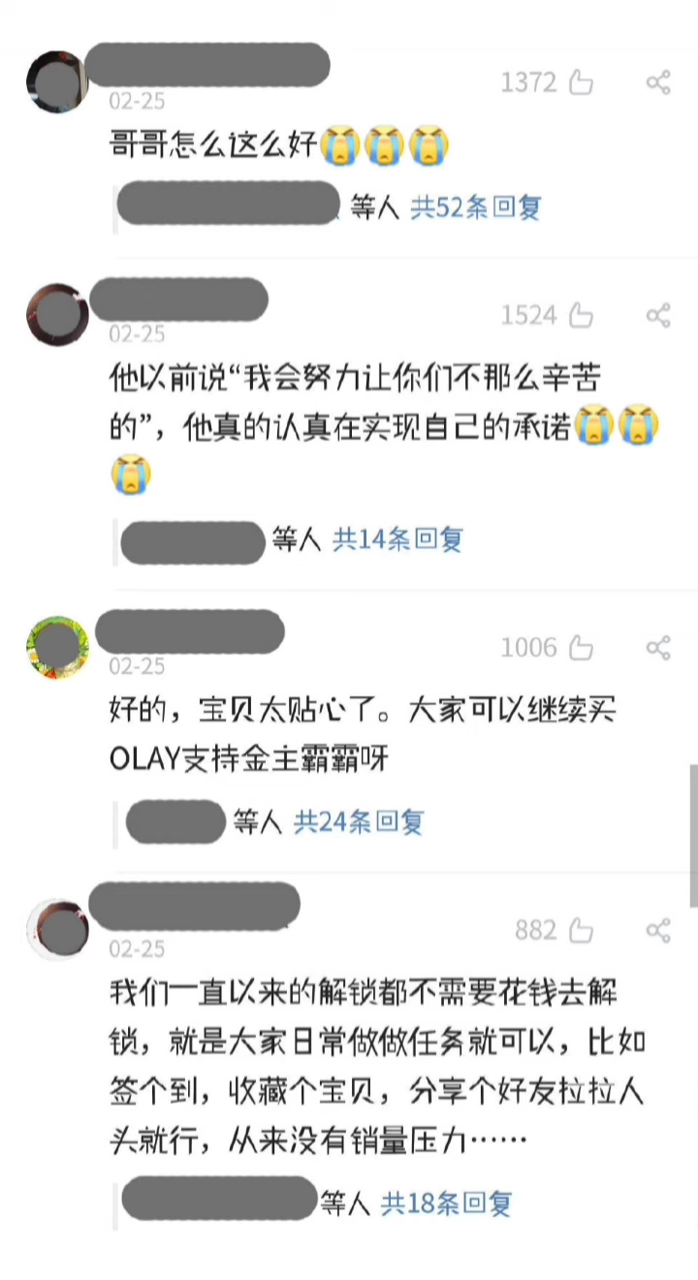 1372
02-25
哥哥怎么这么好😭😭😭
等人 共52条回复
1524
02-25
他以前说“我会努力让你们不那么辛苦
的”，他真的认真在实现自己的承诺😭😭
😭
等人 共14条回复
1006
02-25
好的，宝贝太贴心了。大家可以继续买
OLAY支持金主霸霸呀
等人 共24条回复
882
02-25
我们一直以来的解锁都不需要花钱去解
锁，就是大家日常做做任务就可以，比如
签个到，收藏个宝贝，分享个好友拉拉人
头就行，从来没有销量压力……
等人 共18条回复